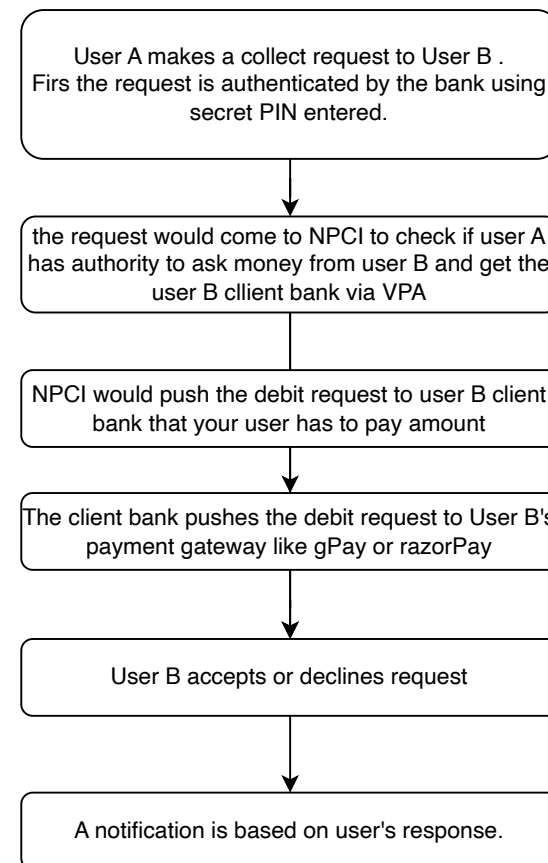 User A makes a collect request to User B .
Firs the request is authenticated by the bank using
secret PIN entered.
the request would come to NPCI to check if user A
has authority to ask money from user B and get the
user B cllient bank via VPA
NPCI would push the debit request to user B client
bank that your user has to pay amount
The client bank pushes the debit request to User B's
payment gateway like gPay or razorPay
User B accepts or declines request
A notification is based on user's response.